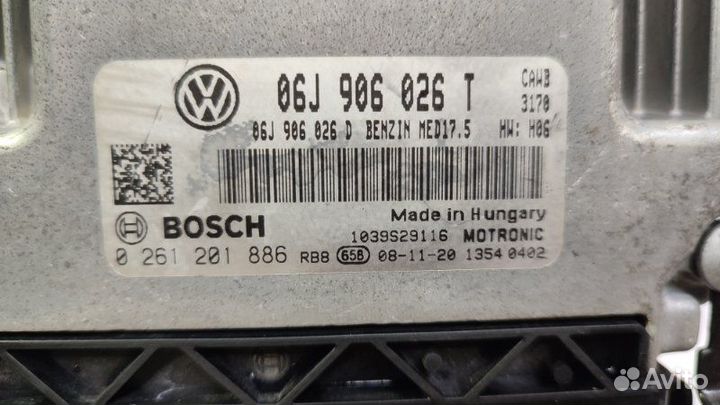 06J 906 026 T CAWB
3170
06J 906 026 D BENZIN MED17.5 HW: H06
Made in Hungary
BOSCH 1039S29116 MOTRONIC
0 261 201 886 RB8 658 08-11-20 1354 0402
Avito